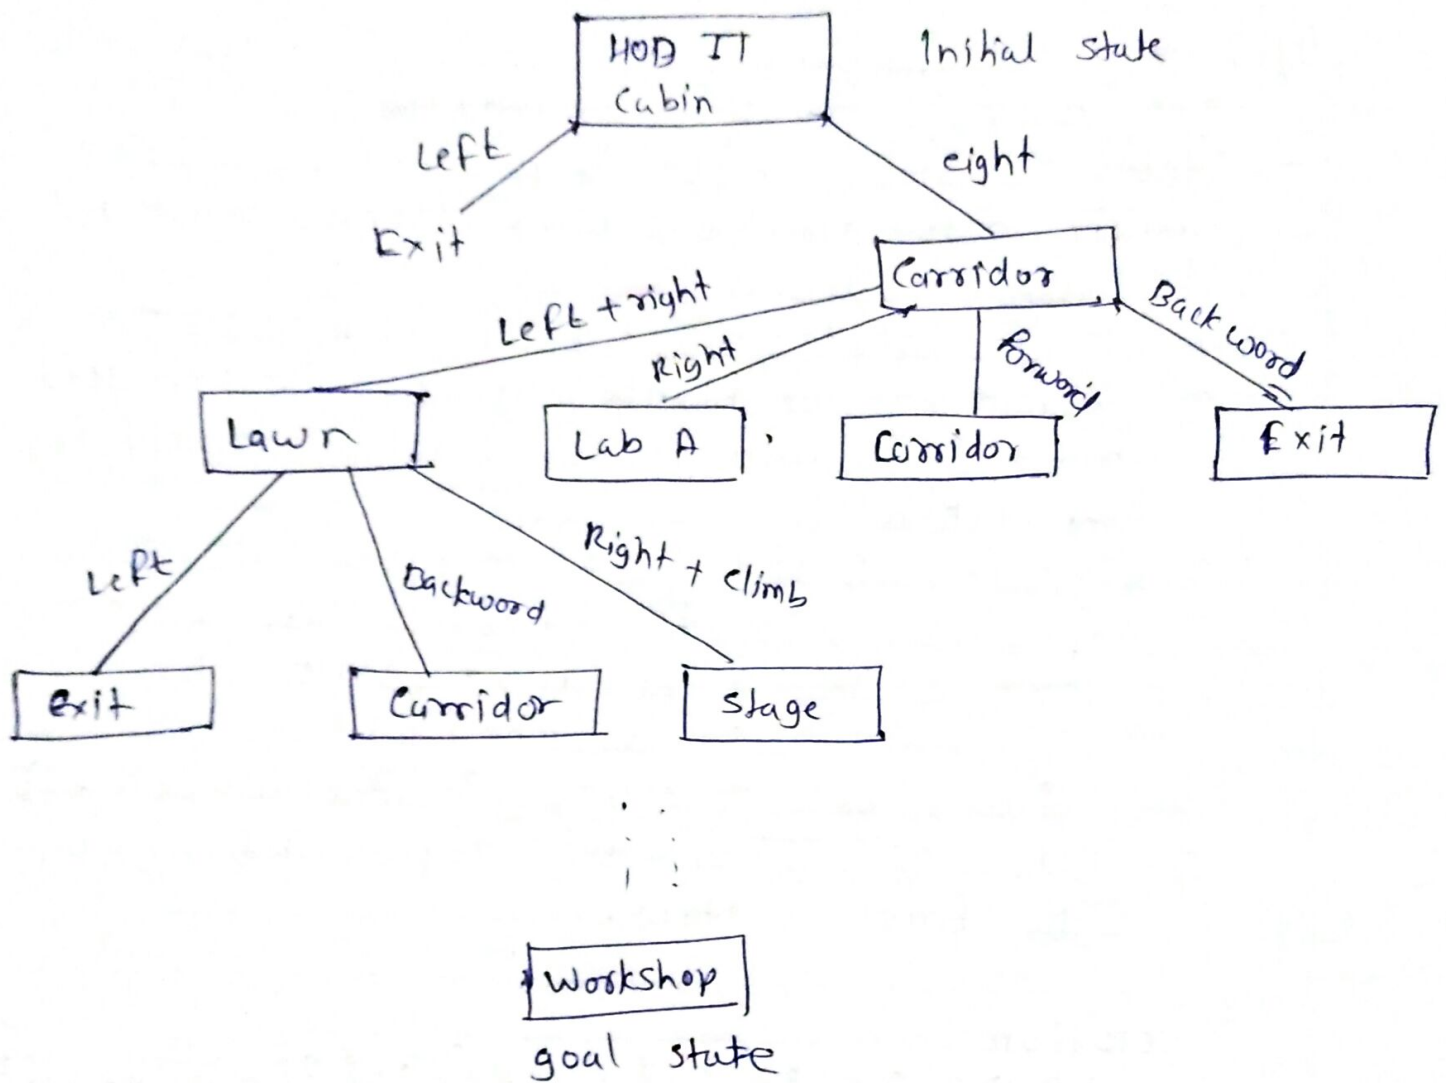 HOD IT
Cabin
Initial state
Left
eight
Exit
Carridor
Left + right
Right
Forword
Back word
Lawn
Lab A
Corridor
Exit
Left
Backword
Right + climb
exit
Carridor
Stage
Workshop
goal state